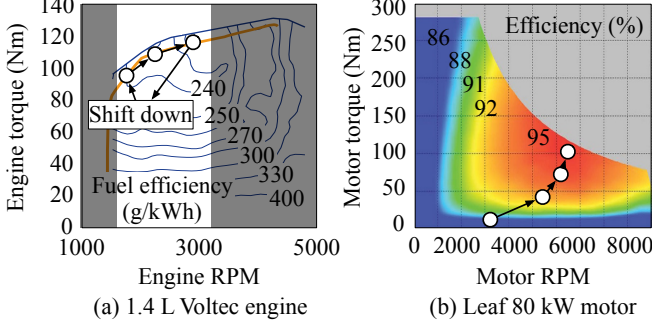 Engine torque (Nm)
140
120
100
80
60
40
20
0
Shift down
240
250
270
300
330
400
Fuel efficiency
(g/kWh)
1000
3000
5000
Engine RPM
(a) 1.4 L Voltec engine
Motor torque (Nm)
300
250
200
150
100
50
0
Efficiency (%)
86
88
91
92
95
0 2000 4000 6000 8000
Motor RPM
(b) Leaf 80 kW motor